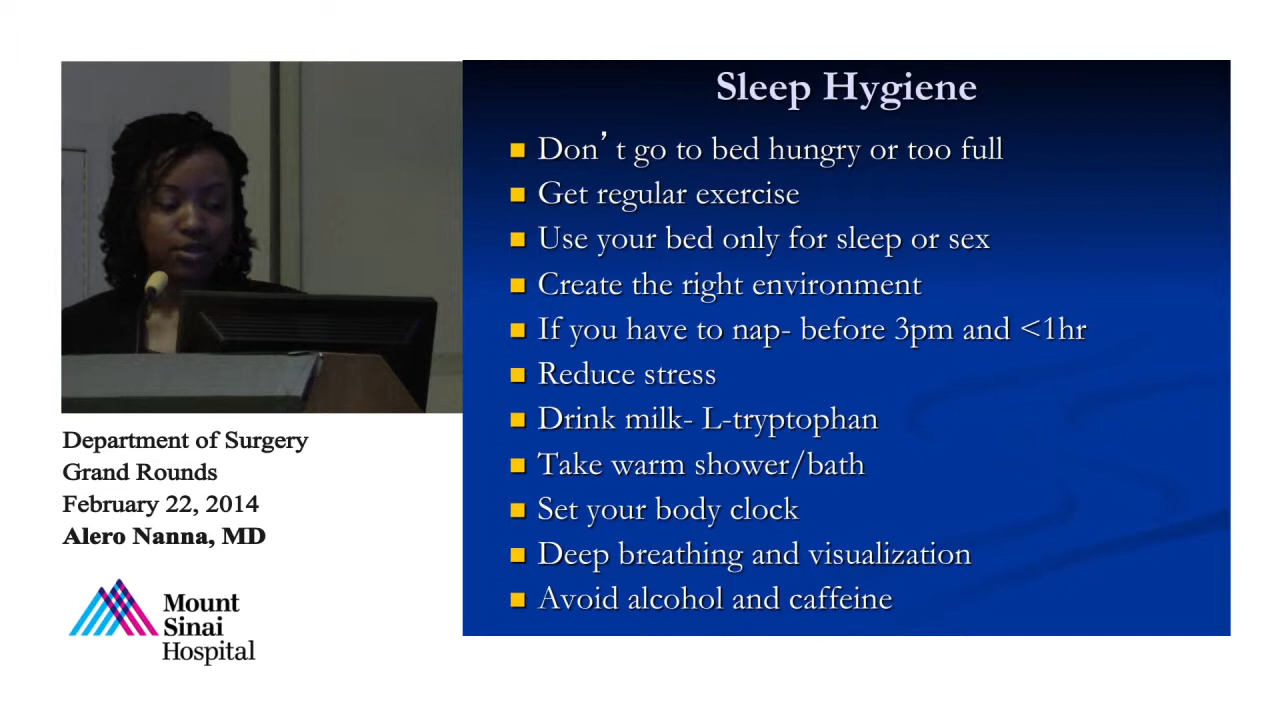 Sleep Hygiene
Don’ t go to bed hungry or too full
Get regular exercise
Use your bed only for sleep or sex
Create the right environment
If you have to nap- before 3pm and <1hr
Reduce stress
Drink milk- L-tryptophan
Take warm shower/bath
Set your body clock
Deep breathing and visualization
Avoid alcohol and caffeine
Department of Surgery
Grand Rounds
February 22, 2014
Alero Nanna, MD
Mount
Sinai
Hospital